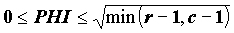 0 ≤ PHI ≤ √min(r − 1, c − 1)